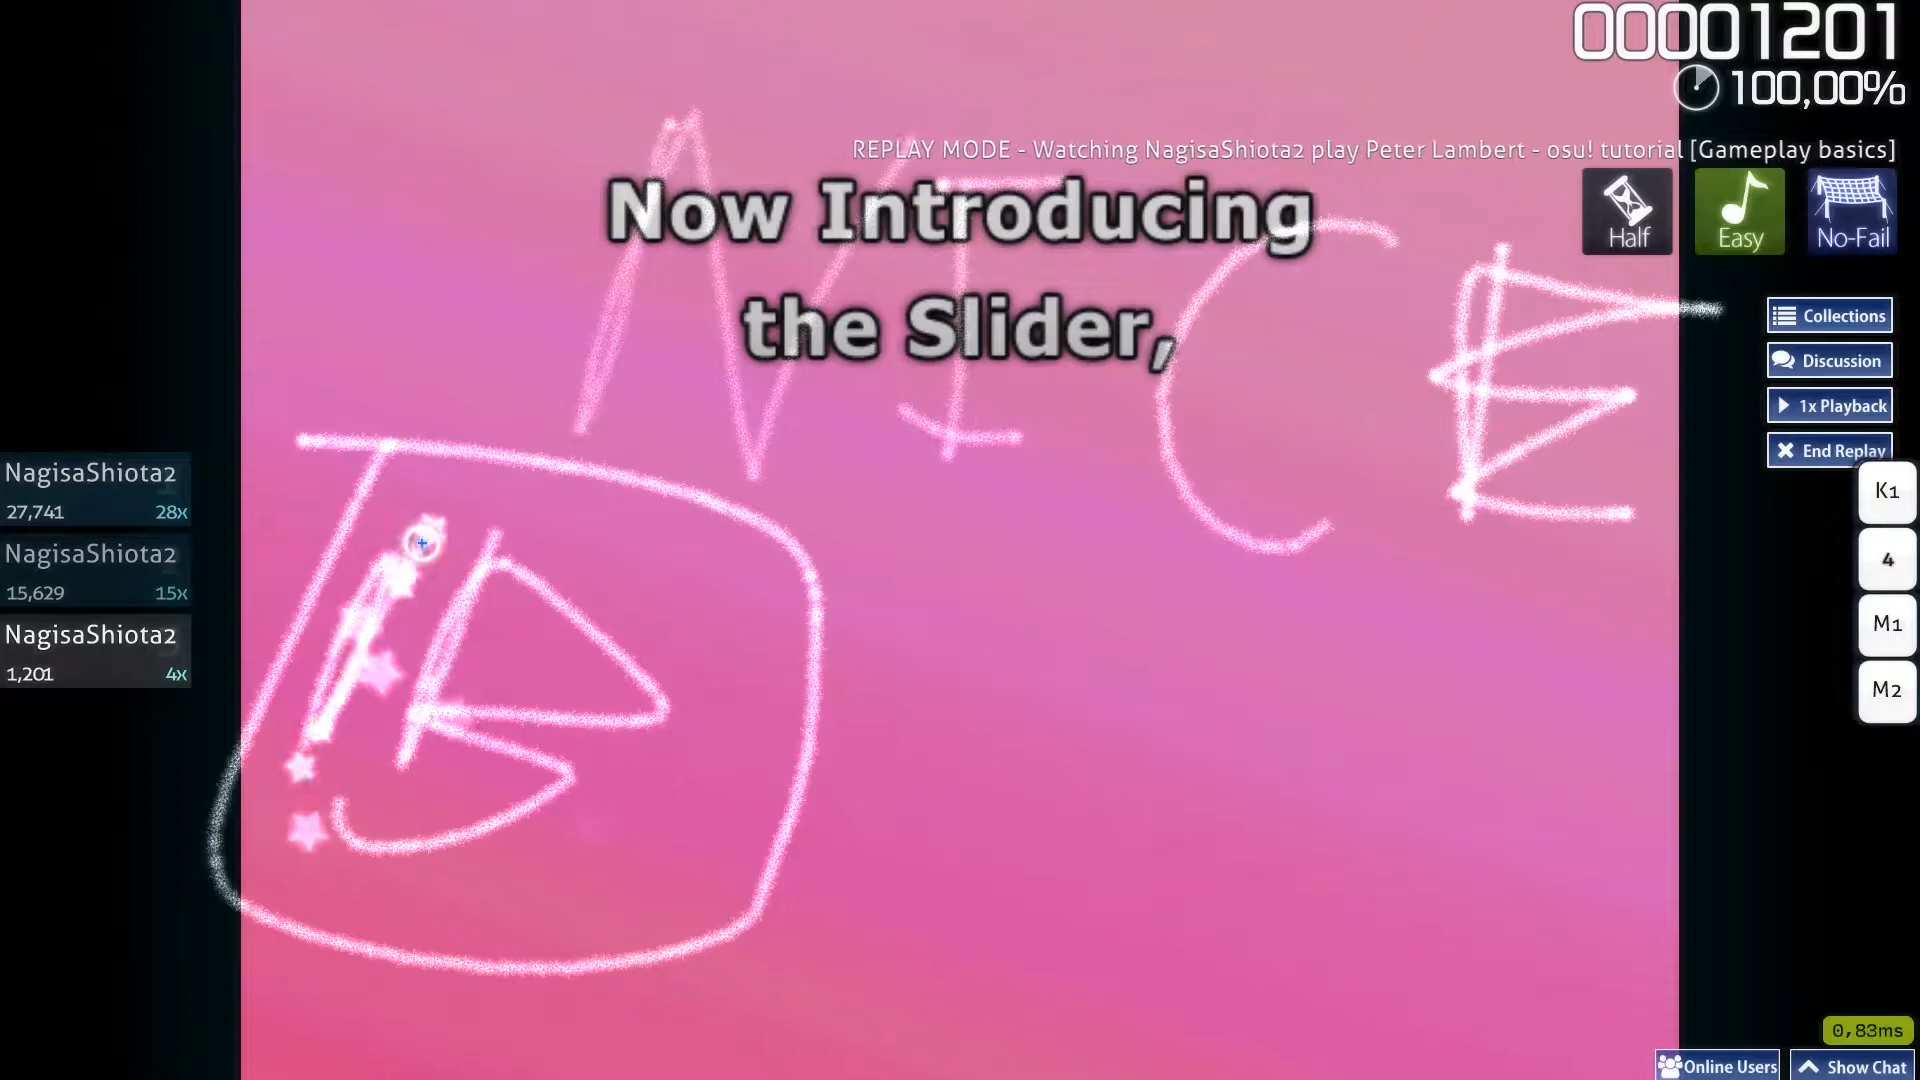 00001201
100,00%
REPLAY MODE - Watching NagisaShiota2 play Peter Lambert - osu! tutorial [Gameplay basics]
Now Introducing
the Slider,
NICE
Half
Easy
No-Fail
Collections
Discussion
1x Playback
End Replay
K1
4
M1
M2
NagisaShiota2
27,741 28x
NagisaShiota2
15,629 15x
NagisaShiota2
1,201 4x
0,83ms
Online Users
Show Chat